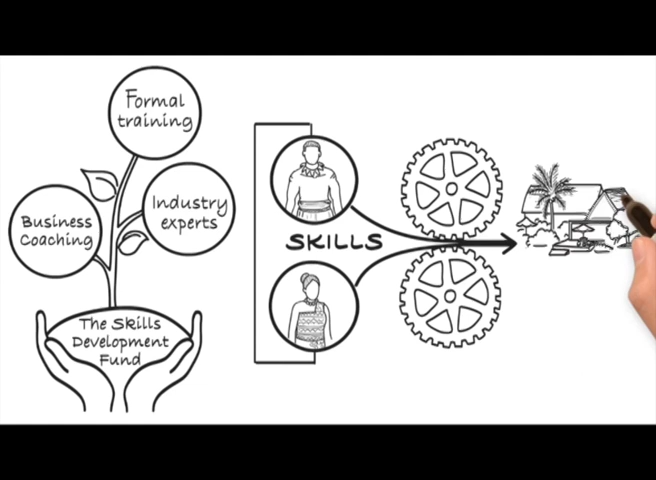 Formal
training
Business
Coaching
Industry
experts
The Skills
Development
Fund
SKILLS